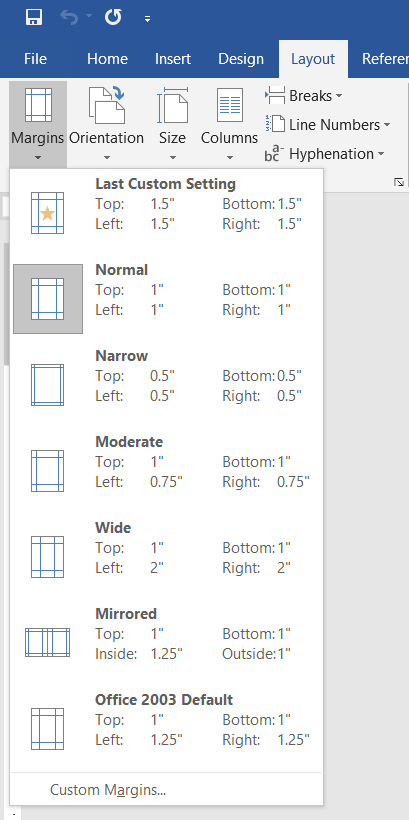 File Home Insert Design Layout Refere
Margins Orientation Size Columns
Breaks
Line Numbers
Hyphenation
Last Custom Setting
Top: 1.5" Bottom: 1.5"
Left: 1.5" Right: 1.5"
Normal
Top: 1" Bottom: 1"
Left: 1" Right: 1"
Narrow
Top: 0.5" Bottom: 0.5"
Left: 0.5" Right: 0.5"
Moderate
Top: 1" Bottom: 1"
Left: 0.75" Right: 0.75"
Wide
Top: 1" Bottom: 1"
Left: 2" Right: 2"
Mirrored
Top: 1" Bottom: 1"
Inside: 1.25" Outside: 1"
Office 2003 Default
Top: 1" Bottom: 1"
Left: 1.25" Right: 1.25"
Custom Margins...